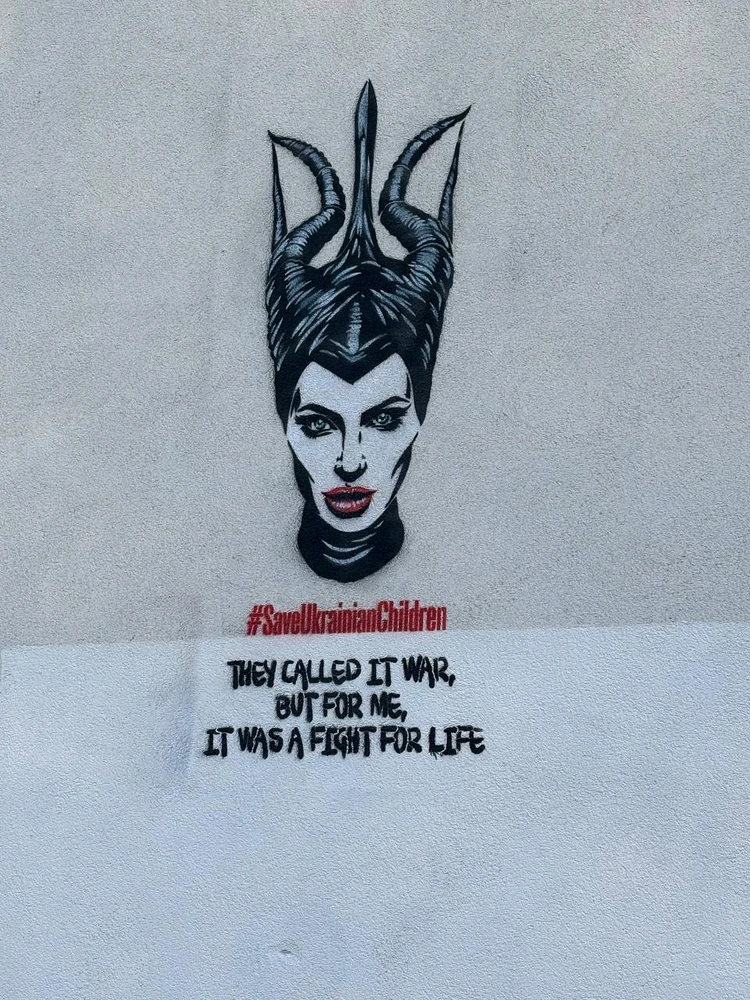 #SaveUkrainianChildren
THEY CALLED IT WAR,
BUT FOR ME,
IT WAS A FIGHT FOR LIFE